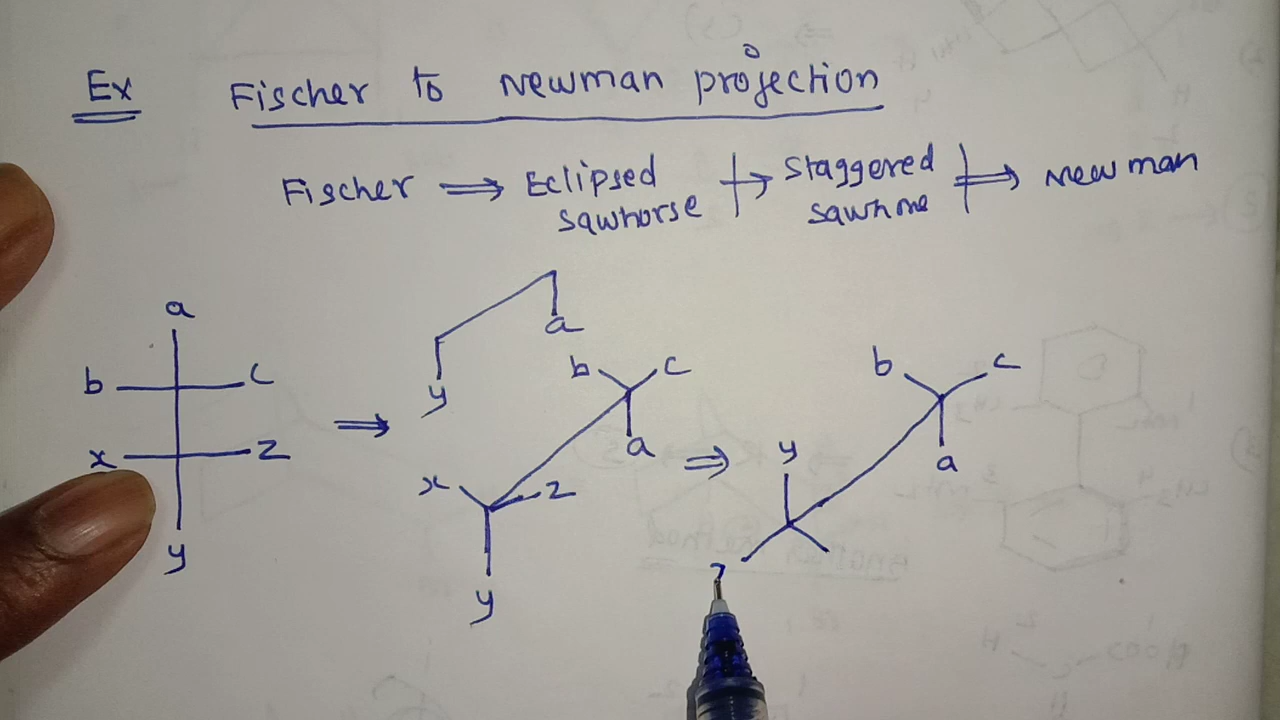 Ex Fischer to Newman projection
Fischer ⇒ Eclipsed sawhorse → Staggered sawhorse ⇒ Newman
a
b c
x z
y
⇒
y a
b c
a
x z
y
⇒
b c
a
y